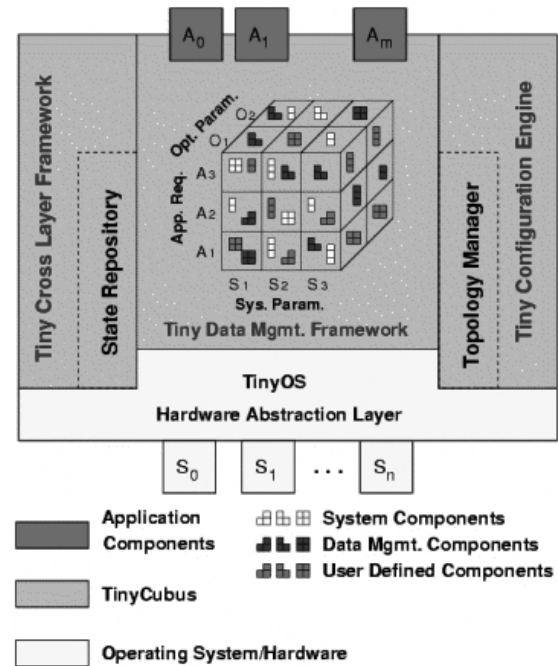 A0 A1 Am
Tiny Cross Layer Framework
State Repository
Opt. Param.
O2
O1
App. Req.
A3
A2
A1
S1 S2 S3
Sys. Param.
Tiny Data Mgmt. Framework
Topology Manager
Tiny Configuration Engine
TinyOS
Hardware Abstraction Layer
S0 S1 ... Sn
Application
Components
System Components
Data Mgmt. Components
User Defined Components
TinyCubus
Operating System/Hardware